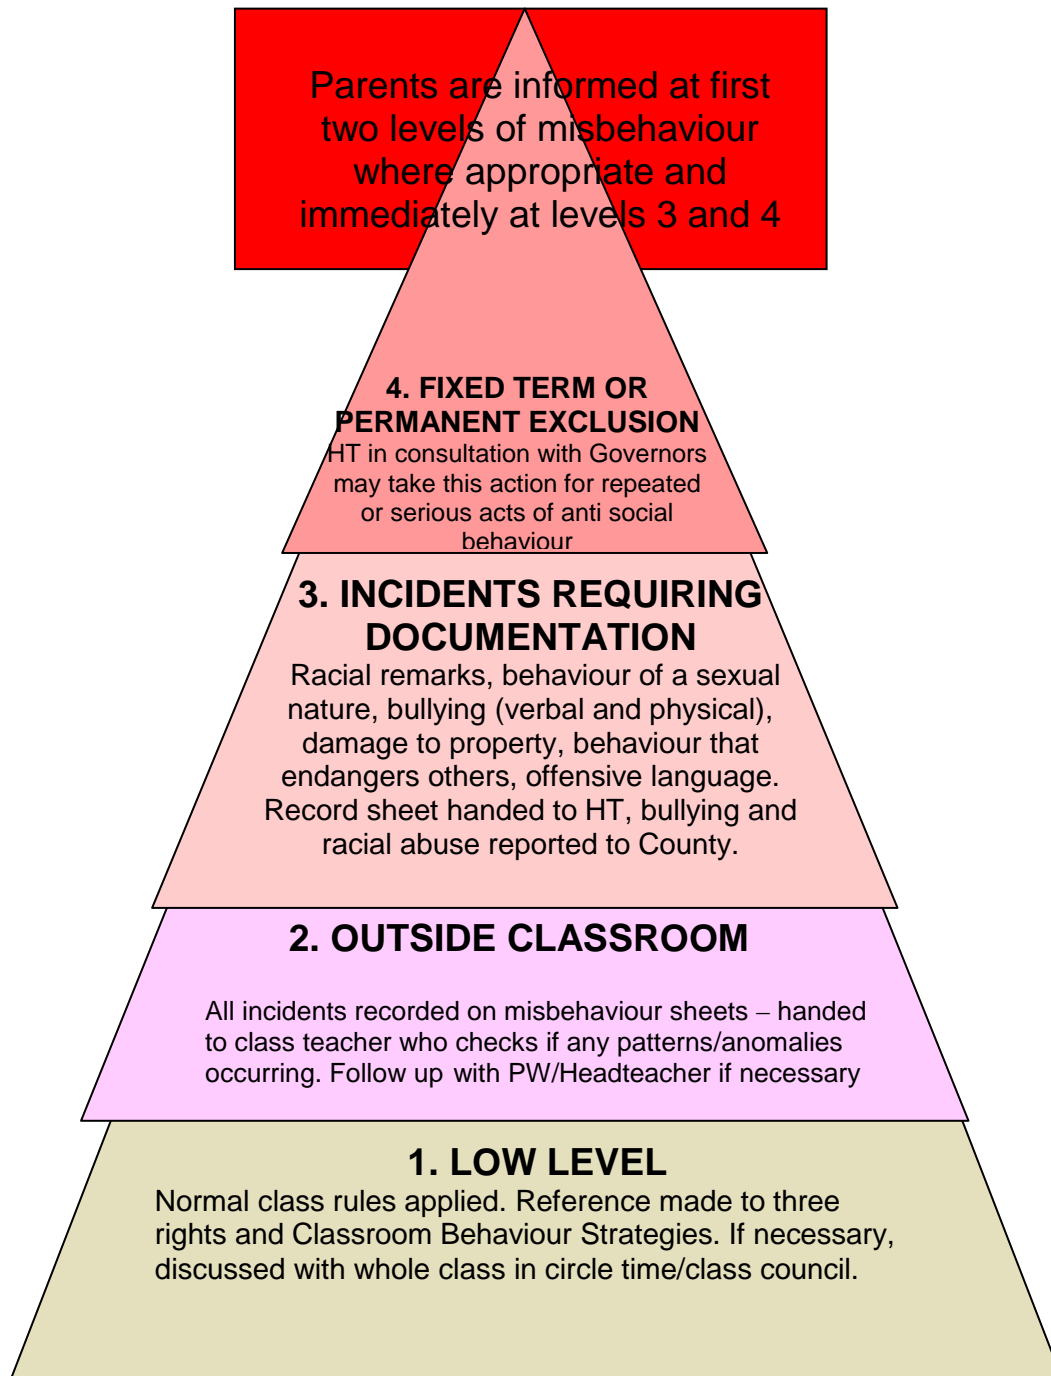 Parents are informed at first
two levels of misbehaviour
where appropriate and
immediately at levels 3 and 4
4. FIXED TERM OR
PERMANENT EXCLUSION
HT in consultation with Governors
may take this action for repeated
or serious acts of anti social
behaviour
3. INCIDENTS REQUIRING
DOCUMENTATION
Racial remarks, behaviour of a sexual
nature, bullying (verbal and physical),
damage to property, behaviour that
endangers others, offensive language.
Record sheet handed to HT, bullying and
racial abuse reported to County.
2. OUTSIDE CLASSROOM
All incidents recorded on misbehaviour sheets – handed
to class teacher who checks if any patterns/anomalies
occurring. Follow up with PW/Headteacher if necessary
1. LOW LEVEL
Normal class rules applied. Reference made to three
rights and Classroom Behaviour Strategies. If necessary,
discussed with whole class in circle time/class council.